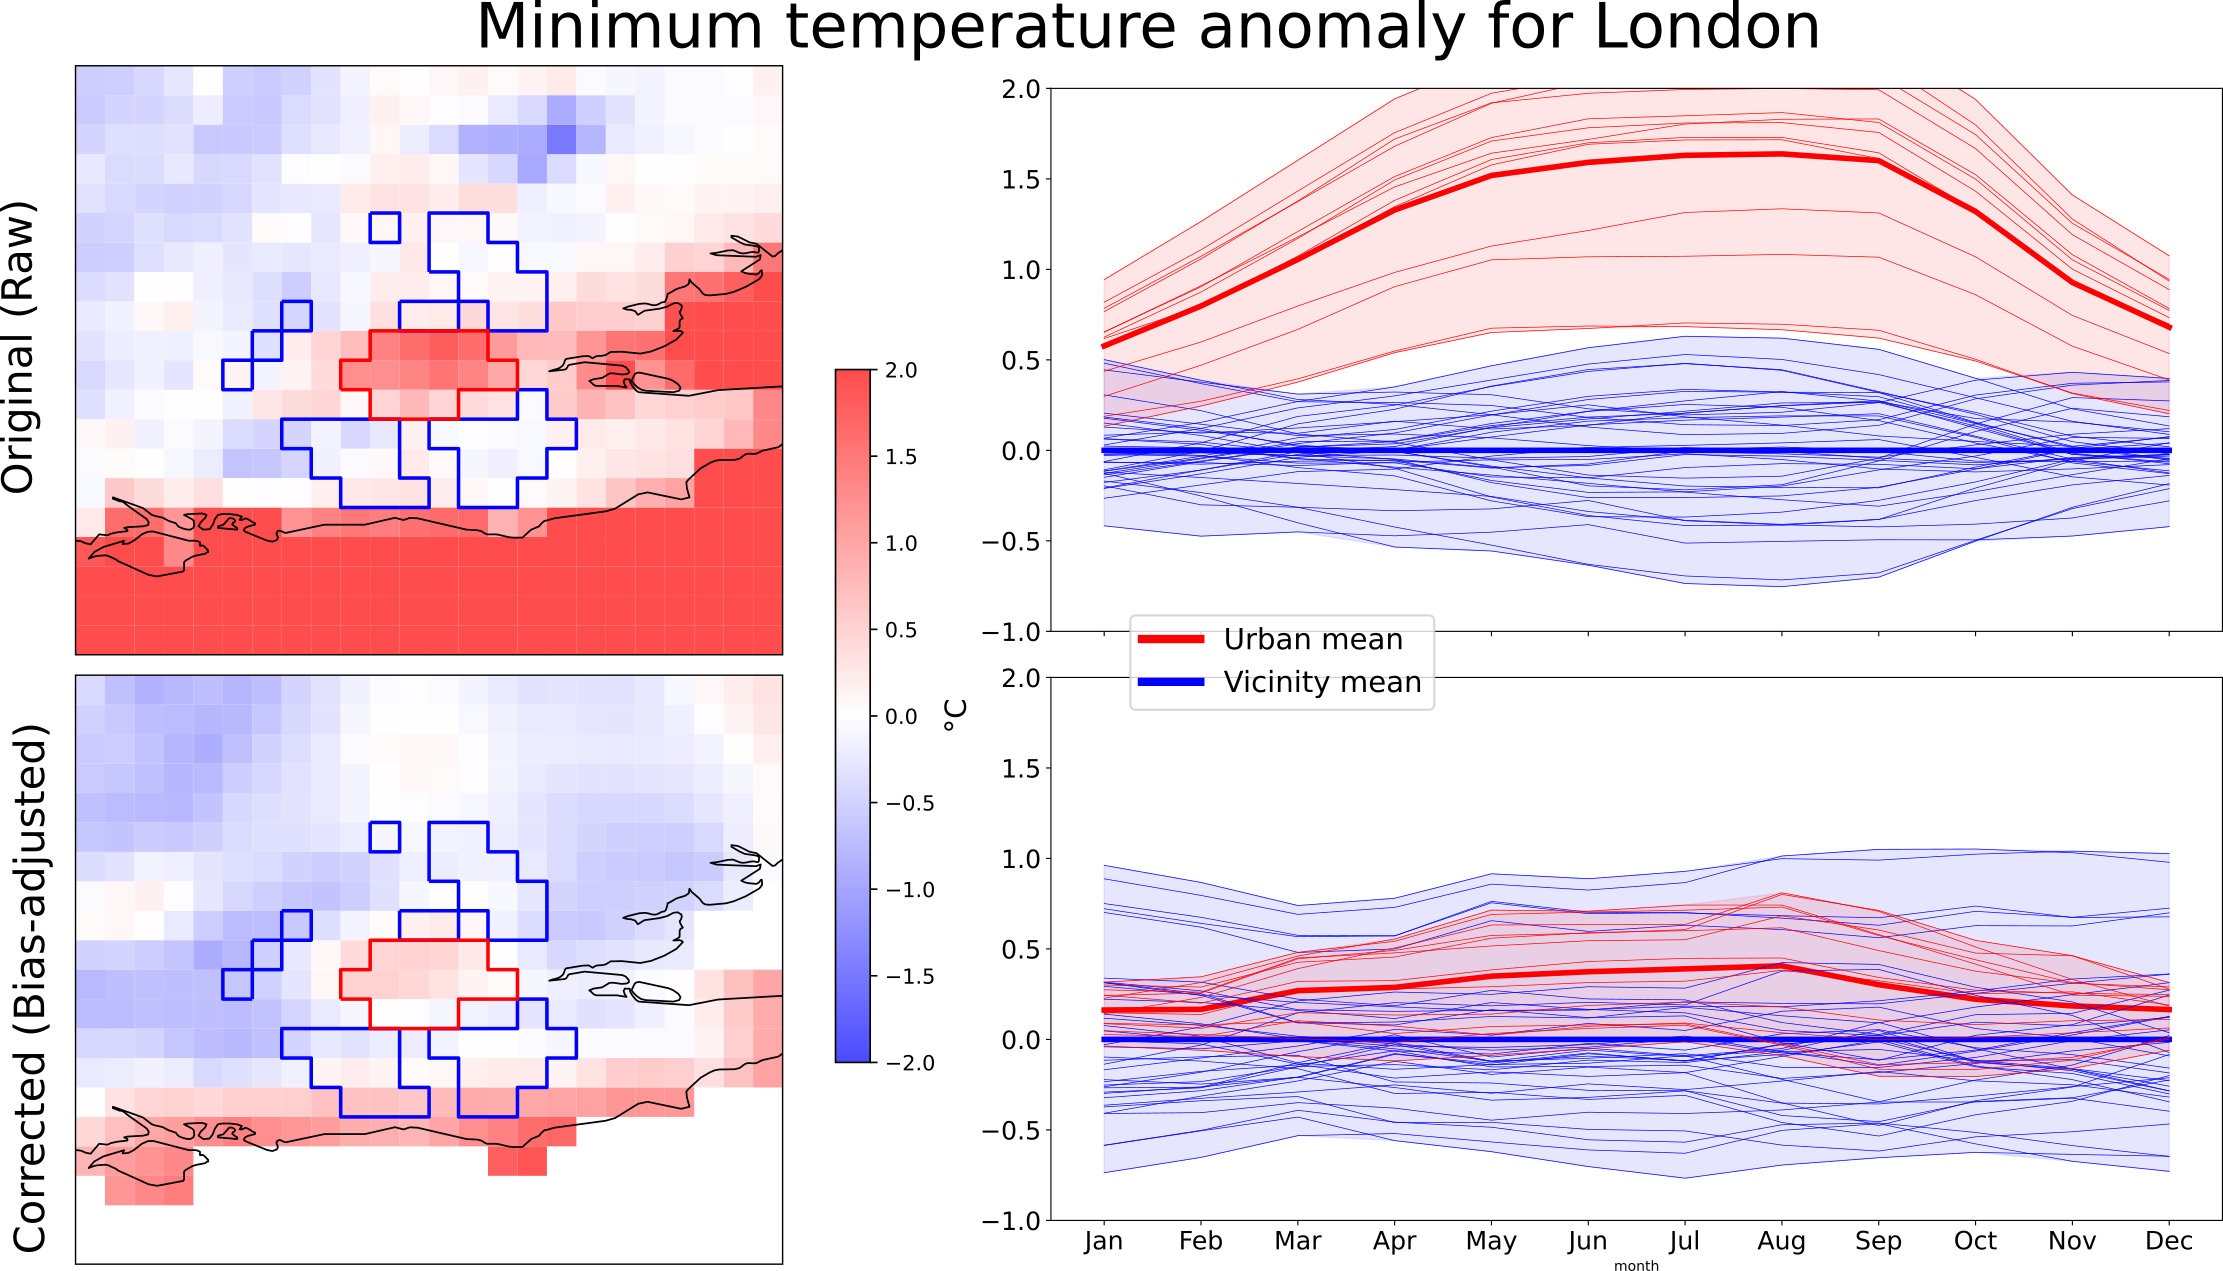 Minimum temperature anomaly for London
Original (Raw)
Corrected (Bias-adjusted)
2.0
1.5
1.0
0.5
0.0
−0.5
−1.0
−1.5
−2.0
°C
2.0
1.5
1.0
0.5
0.0
−0.5
−1.0
Urban mean
Vicinity mean
2.0
1.5
1.0
0.5
0.0
−0.5
−1.0
Jan Feb Mar Apr May Jun Jul Aug Sep Oct Nov Dec
month